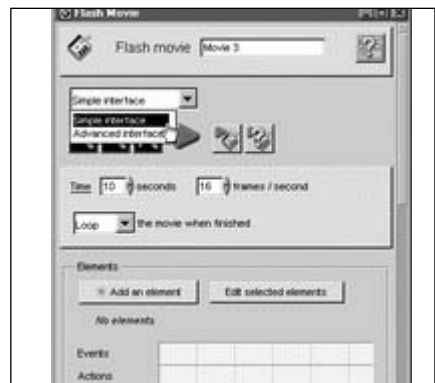 Flash Movie
Flash movie Movie 3
Simple interface
Simple interface
Advanced interface
Time 10 seconds 16 frames / second
Loop the movie when finished
Elements
Add an element Edit selected elements
No elements
Events
Actions